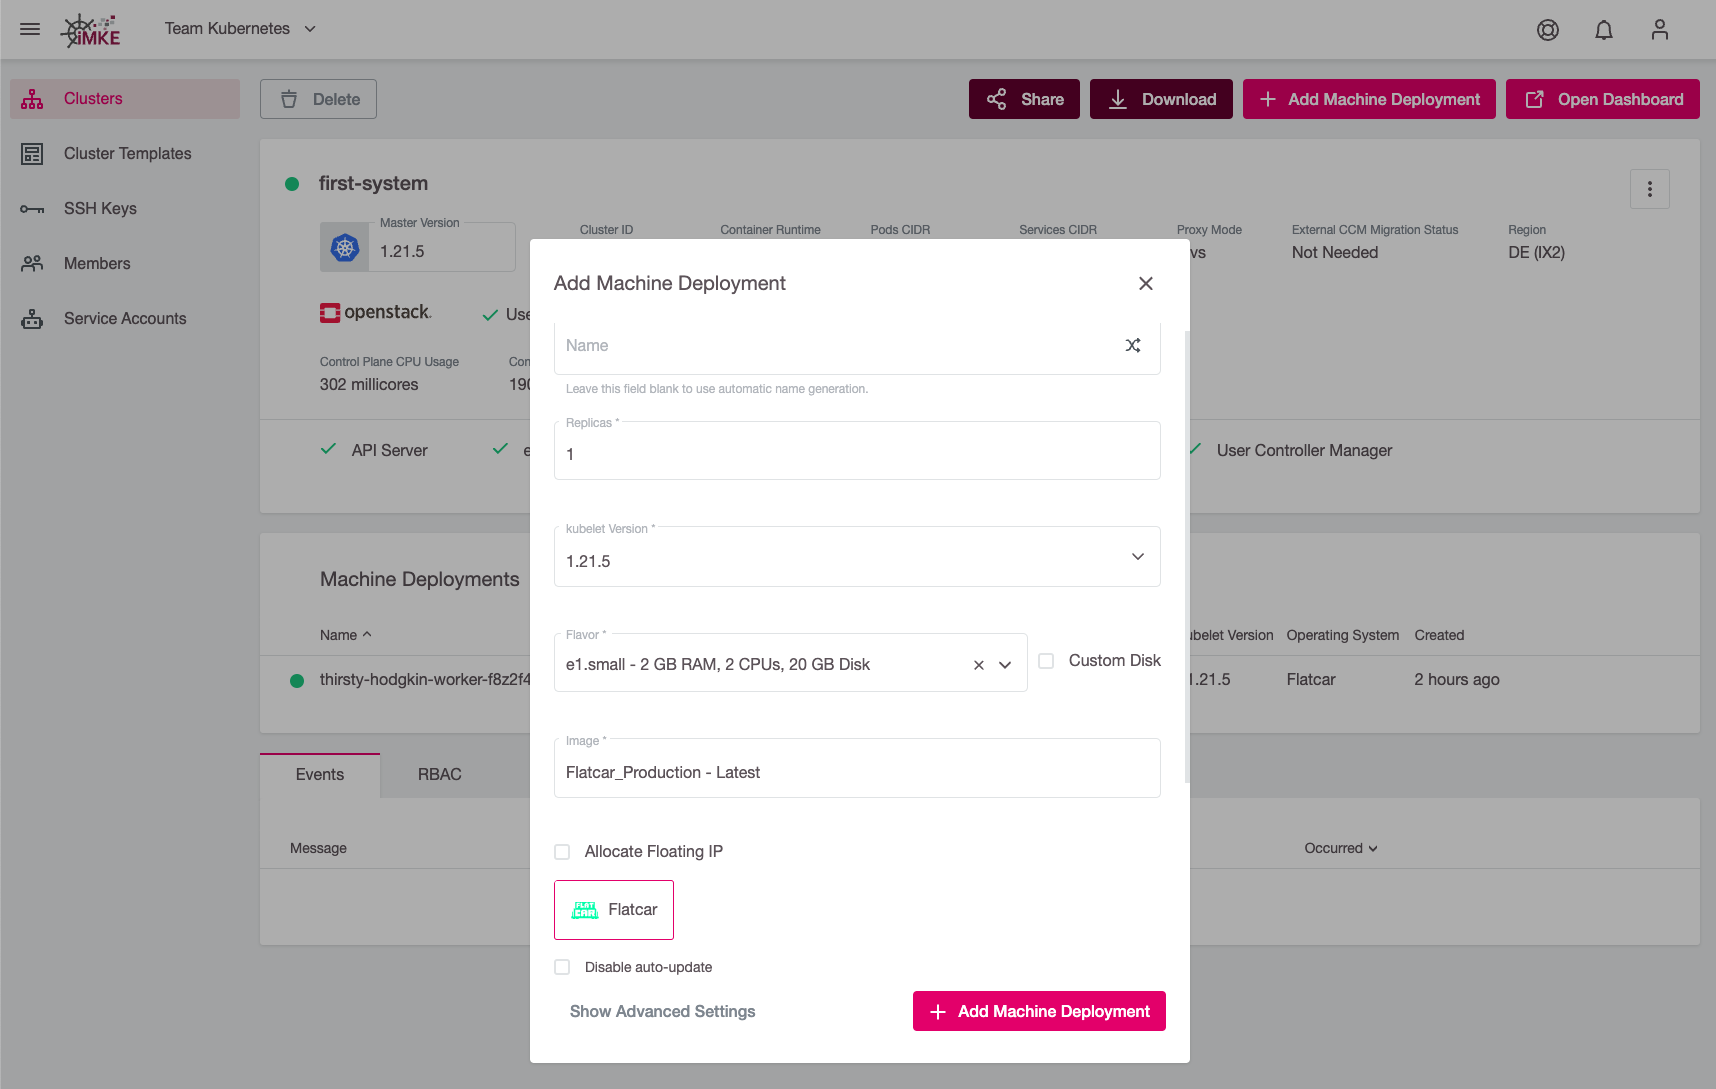 iMKE
Team Kubernetes
Clusters
Cluster Templates
SSH Keys
Members
Service Accounts
Delete
Share
Download
Add Machine Deployment
Open Dashboard
first-system
Master Version
1.21.5
Cluster ID
Container Runtime
Pods CIDR
Services CIDR
Proxy Mode
External CCM Migration Status
Not Needed
Region
DE (IX2)
openstack.
Control Plane CPU Usage
302 millicores
API Server
User Controller Manager
Machine Deployments
Name
Operating System
Created
thirsty-hodgkin-worker-f8z2f4
1.21.5
Flatcar
2 hours ago
Events
RBAC
Message
Occurred
Add Machine Deployment
Name
Leave this field blank to use automatic name generation.
Replicas *
1
kubelet Version *
1.21.5
Flavor *
e1.small - 2 GB RAM, 2 CPUs, 20 GB Disk
Custom Disk
Image *
Flatcar_Production - Latest
Allocate Floating IP
FLAT CAR
Flatcar
Disable auto-update
Show Advanced Settings
Add Machine Deployment